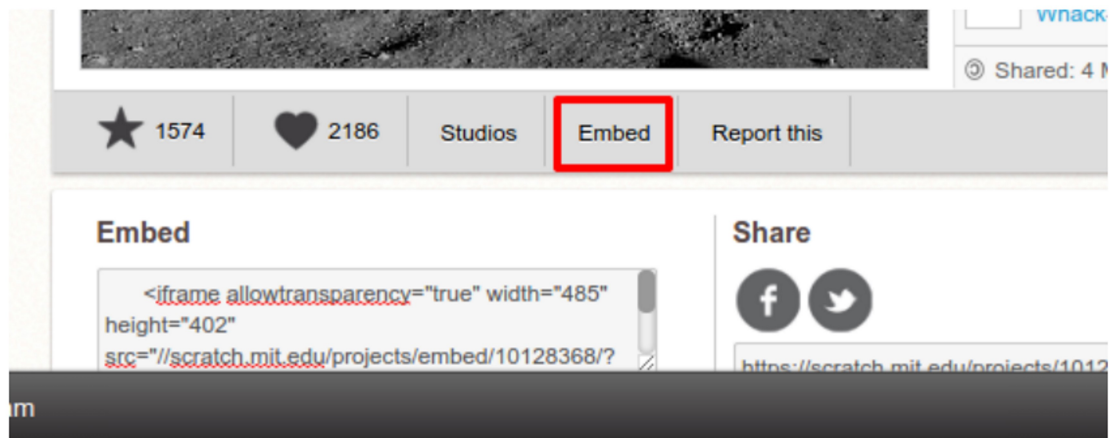 Whack
Shared: 4
1574 2186 Studios Embed Report this
Embed
Share
<iframe allowtransparency="true" width="485"
height="402"
src="//scratch.mit.edu/projects/embed/10128368/?
https://scratch.mit.edu/projects/1012